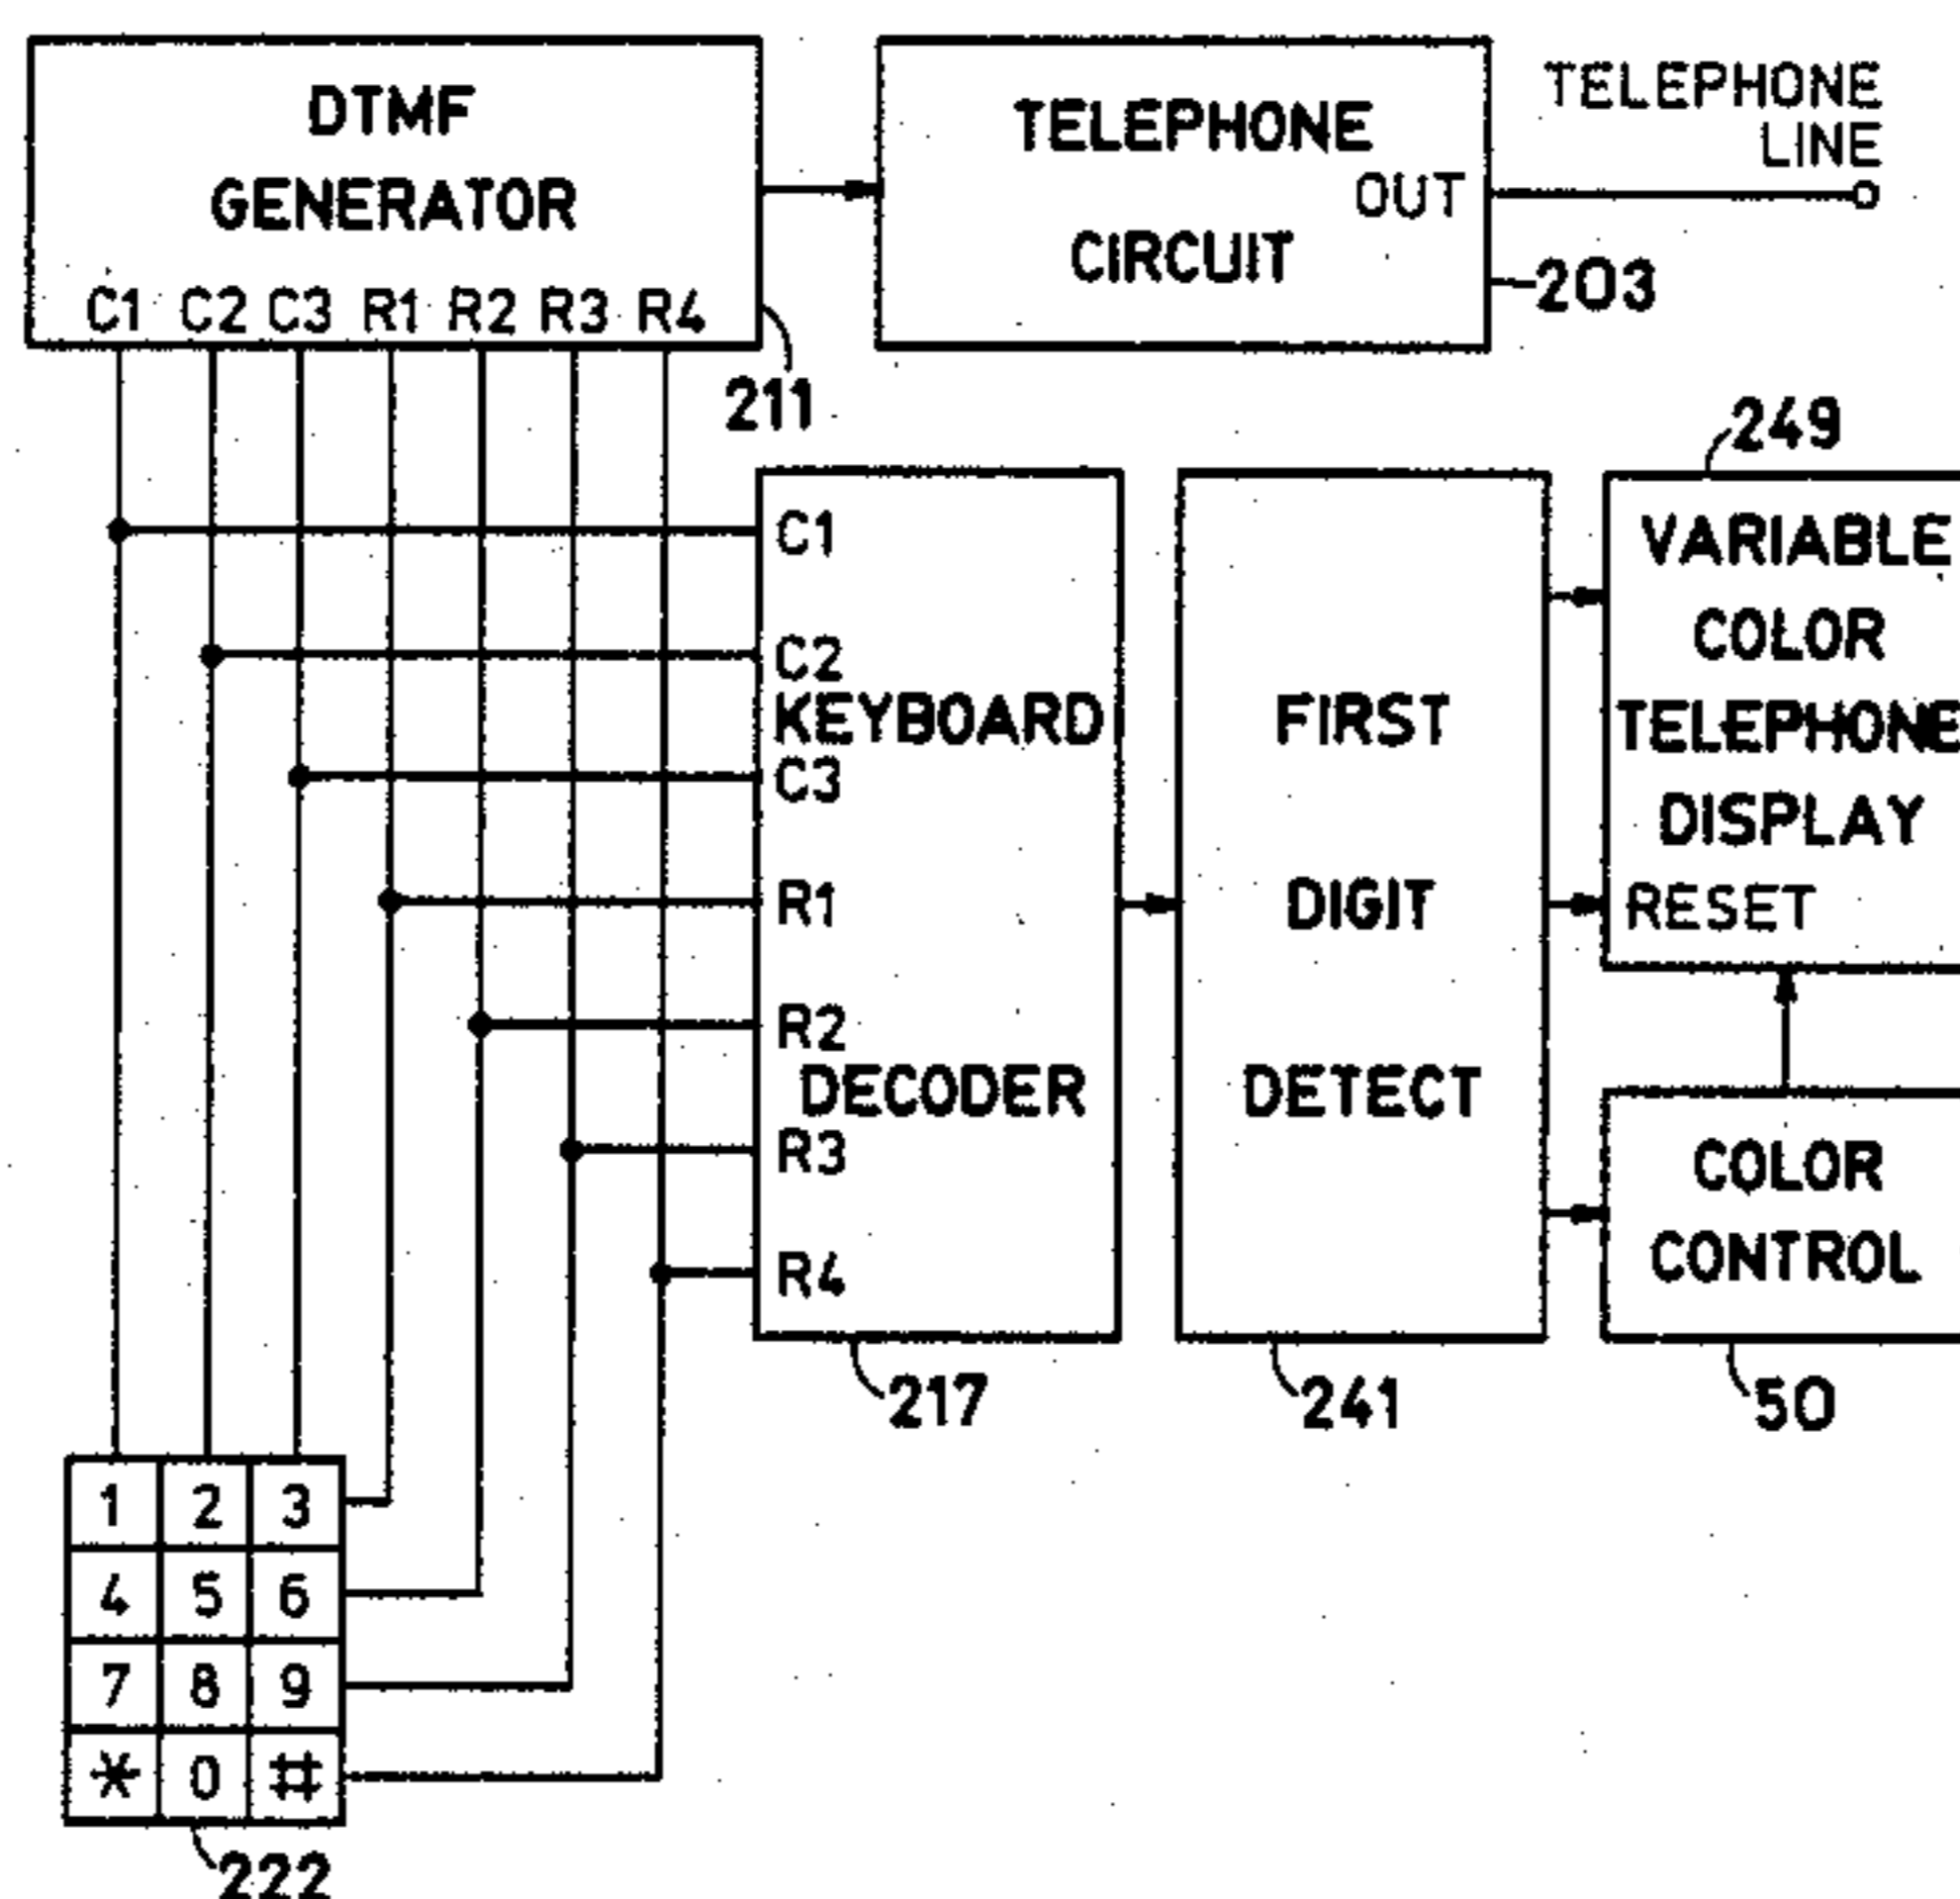 DTMF
GENERATOR
C1 C2 C3 R1 R2 R3 R4
211
TELEPHONE
OUT
CIRCUIT
203
TELEPHONE
LINE
C1
C2
KEYBOARD
C3
R1
R2
DECODER
R3
R4
217
FIRST
DIGIT
DETECT
241
249
VARIABLE
COLOR
TELEPHONE
DISPLAY
RESET
COLOR
CONTROL
50
1 2 3
4 5 6
7 8 9
* 0 #
222